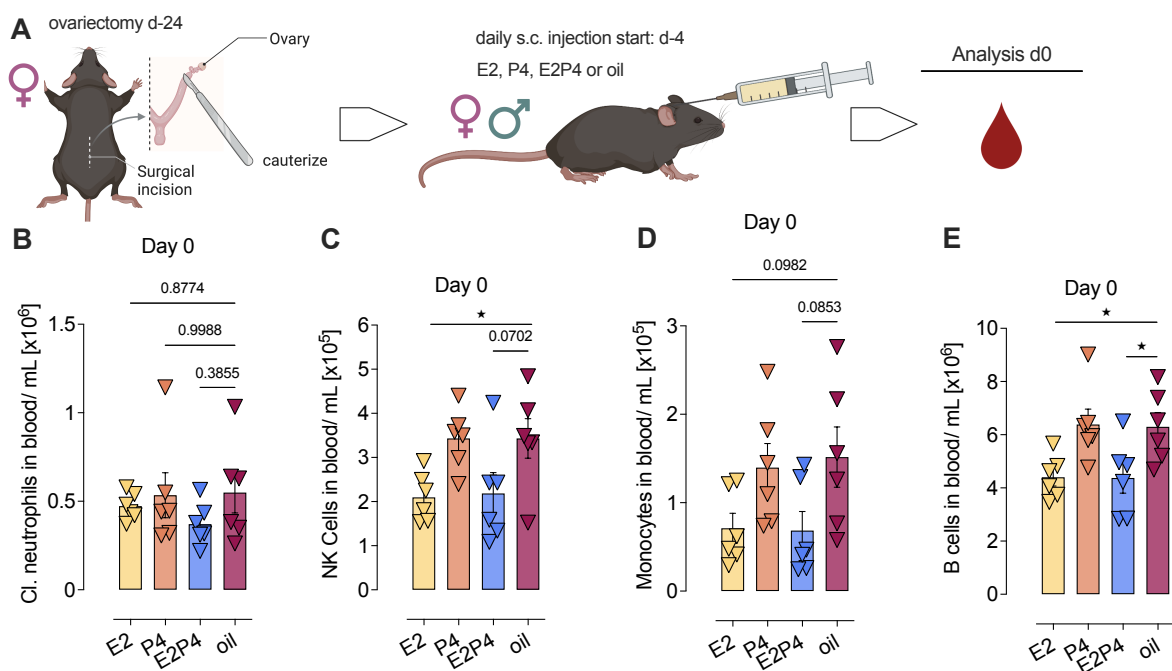 A
ovariectomy d-24
Ovary
Surgical
incision
cauterize
daily s.c. injection start: d-4
E2, P4, E2P4 or oil
Analysis d0
B
Day 0
0.8774
0.9988
0.3855
Cl. neutrophils in blood/ mL [x10⁶]
1.5
1
0.5
0
E2
P4
E2P4
oil
C
Day 0
★
0.0702
NK Cells in blood/ mL [x10⁵]
6
5
4
3
2
1
0
E2
P4
E2P4
oil
D
Day 0
0.0982
0.0853
Monocytes in blood/ mL [x10⁵]
3
2
1
0
E2
P4
E2P4
oil
E
Day 0
★
★
B cells in blood/ mL [x10⁶]
10
8
6
4
2
0
E2
P4
E2P4
oil